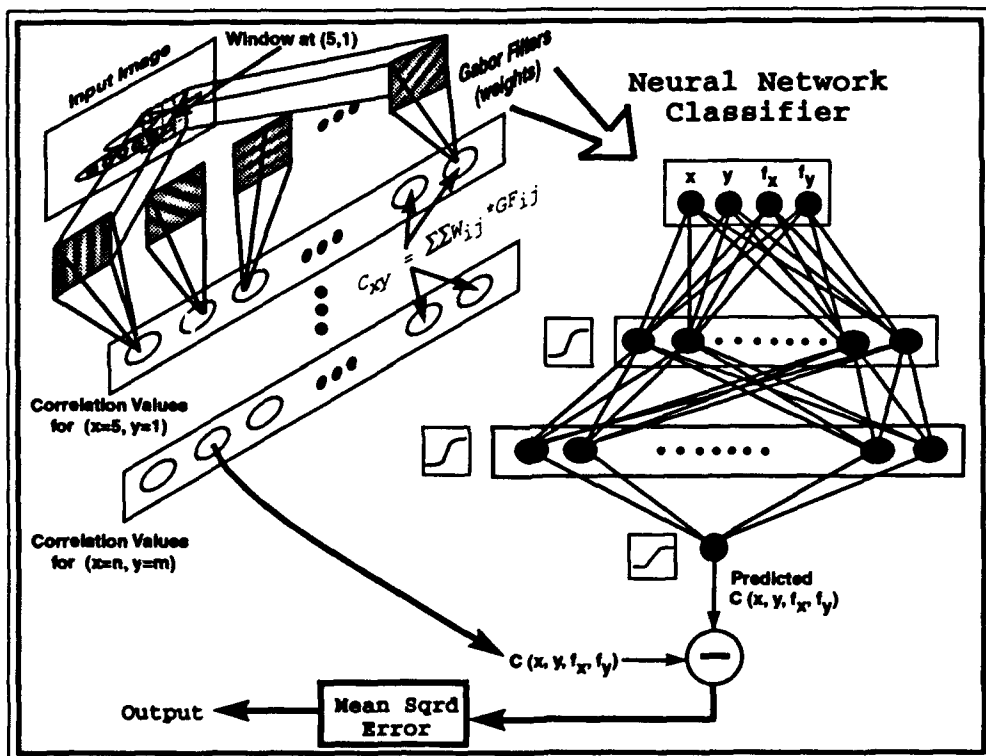 Window at (5,1)
Input Image
Gabor Filters
(weights)
Neural Network
Classifier
x y f_x f_y
C_xy = ΣΣW_ij*GF_ij
Correlation Values
for (x=5, y=1)
Correlation Values
for (x=n, y=m)
Predicted
C (x, y, f_x, f_y)
C (x, y, f_x, f_y)
Output
Mean Sqrd
Error